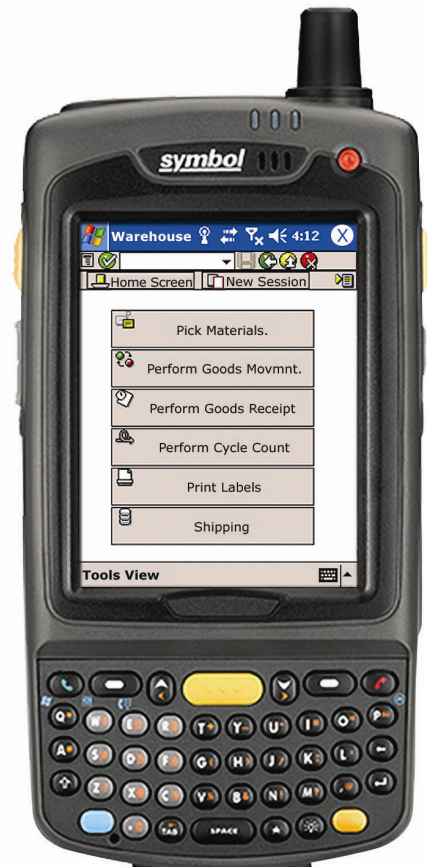 symbol
Warehouse 4:12 X
Home Screen New Session
Pick Materials.
Perform Goods Movmnt.
Perform Goods Receipt
Perform Cycle Count
Print Labels
Shipping
Tools View
Q W E R T Y U I O P
A S D F G H J K L
Z X C V B N M
TAB SPACE